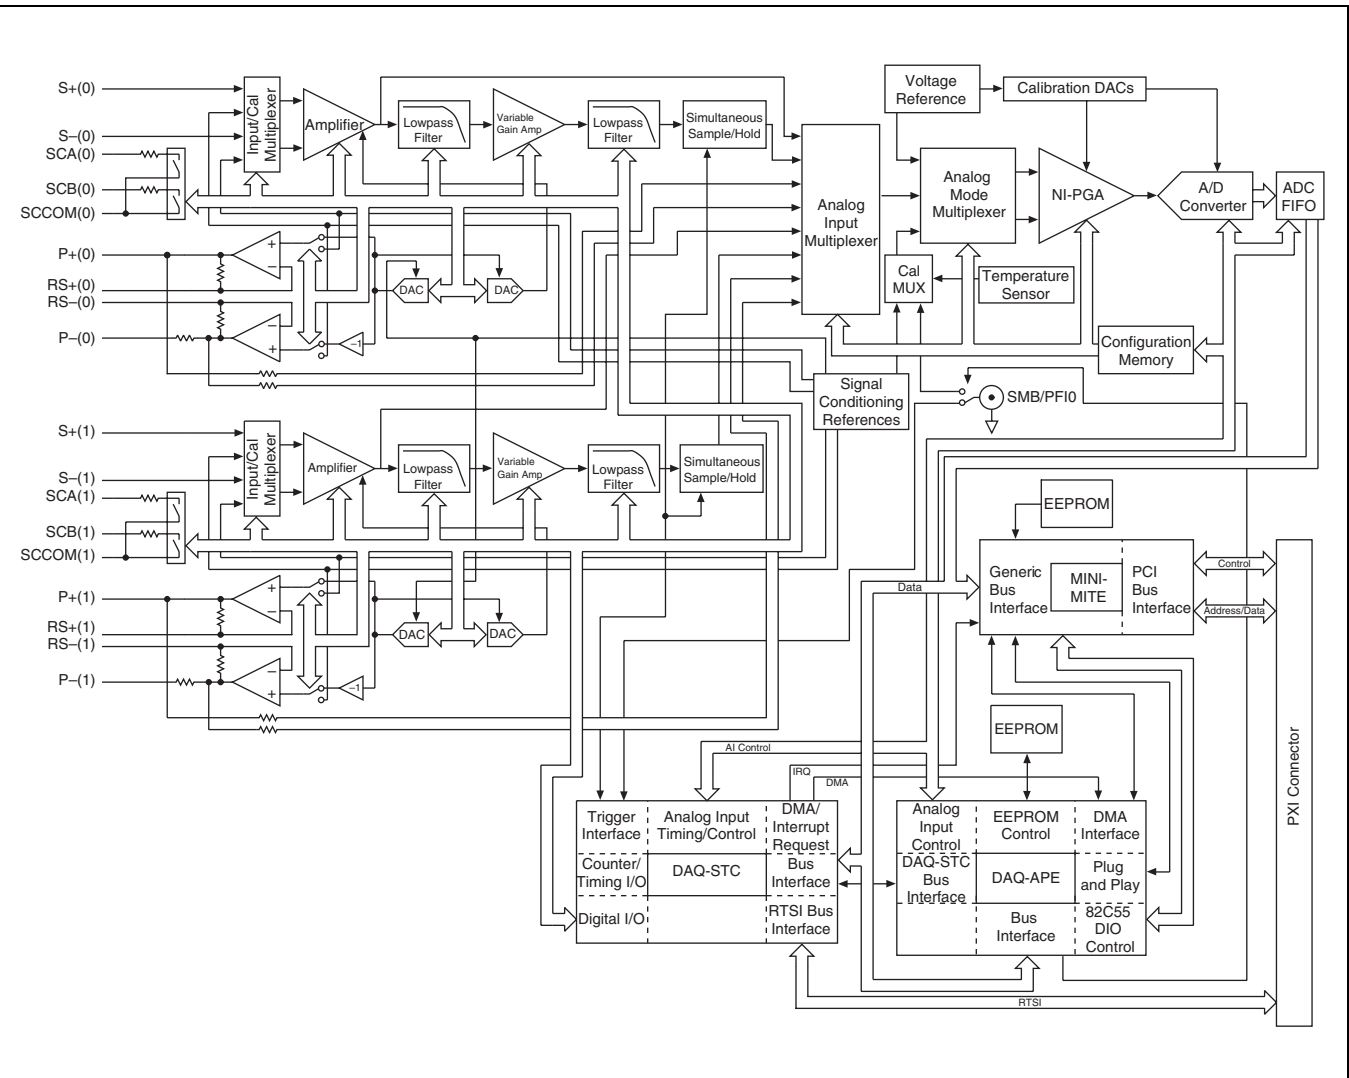 S+(0)
S–(0)
SCA(0)
SCB(0)
SCCOM(0)
P+(0)
RS+(0)
RS–(0)
P–(0)
Input/Cal
Multiplexer
Amplifier
Lowpass
Filter
Variable
Gain Amp
Lowpass
Filter
Simultaneous
Sample/Hold
+
–
–
+
–1
DAC
DAC
Analog
Input
Multiplexer
Voltage
Reference
Calibration DACs
Analog
Mode
Multiplexer
NI-PGA
A/D
Converter
ADC
FIFO
Cal
MUX
Temperature
Sensor
Configuration
Memory
Signal
Conditioning
References
SMB/PFI0
S+(1)
S–(1)
SCA(1)
SCB(1)
SCCOM(1)
P+(1)
RS+(1)
RS–(1)
P–(1)
Input/Cal
Multiplexer
Amplifier
Lowpass
Filter
Variable
Gain Amp
Lowpass
Filter
Simultaneous
Sample/Hold
+
–
–
+
–1
DAC
DAC
EEPROM
Generic
Bus
Interface
MINI-
MITE
PCI
Bus
Interface
Control
Address/Data
Data
PXI Connector
EEPROM
AI Control
IRQ
DMA
Trigger
Interface
Analog Input
Timing/Control
DMA/
Interrupt
Request
Counter/
Timing I/O
DAQ-STC
Bus
Interface
Digital I/O
RTSI Bus
Interface
Analog
Input
Control
EEPROM
Control
DMA
Interface
DAQ-STC
Bus
Interface
DAQ-APE
Plug
and Play
Bus
Interface
82C55
DIO
Control
RTSI